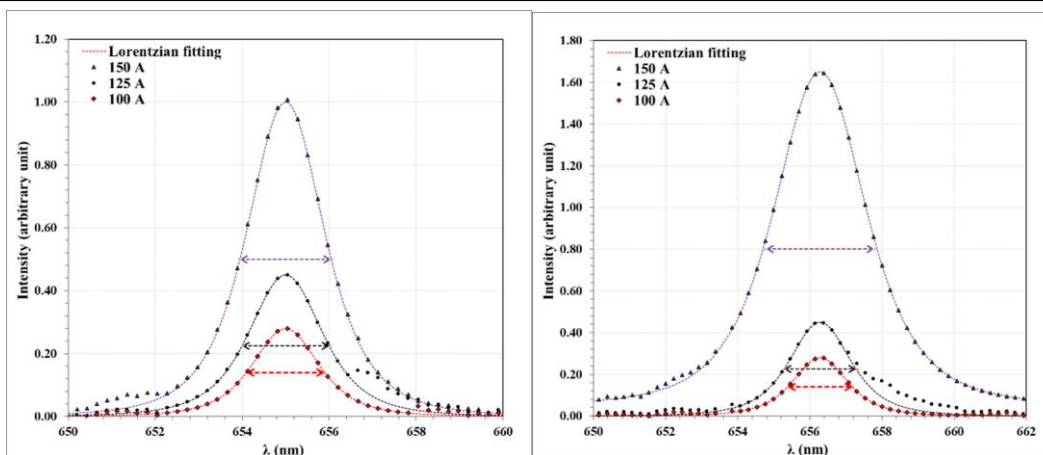 1.20
1.00
0.80
0.60
0.40
0.20
0.00
Intensity (arbitrary unit)
Lorentzian fitting
150 A
125 A
100 A
650 652 654 656 658 660
λ (nm)
1.80
1.60
1.40
1.20
1.00
0.80
0.60
0.40
0.20
0.00
Intensity (arbitrary unit)
Lorentzian fitting
150 A
125 A
100 A
650 652 654 656 658 660 662
λ (nm)